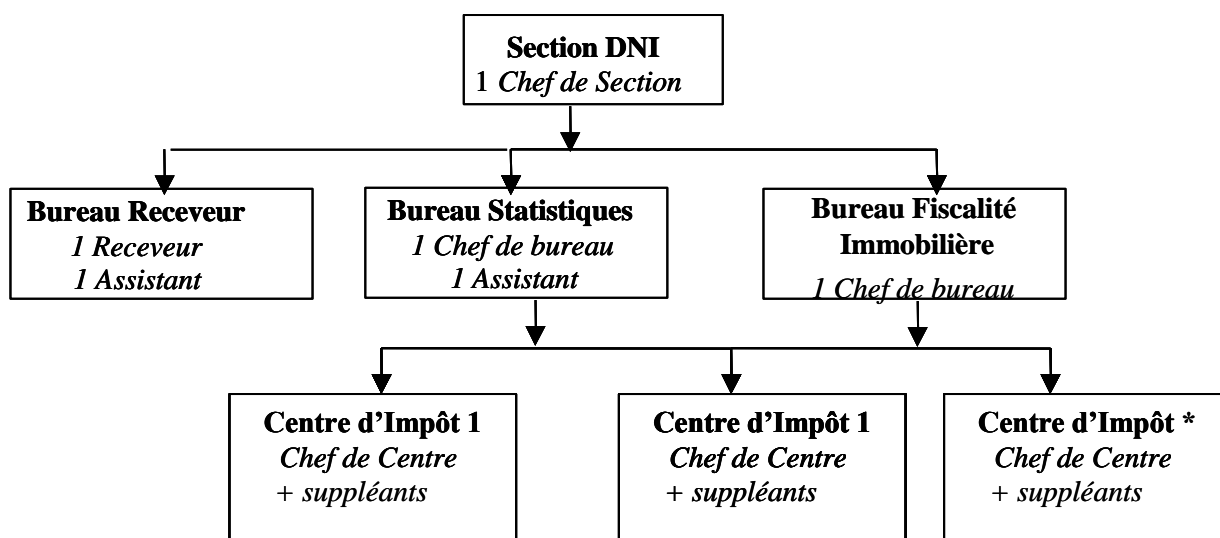 Section DNI
1 Chef de Section
Bureau Receveur
1 Receveur
1 Assistant
Bureau Statistiques
1 Chef de bureau
1 Assistant
Bureau Fiscalité
Immobilière
1 Chef de bureau
Centre d’Impôt 1
Chef de Centre
+ suppléants
Centre d’Impôt 1
Chef de Centre
+ suppléants
Centre d’Impôt *
Chef de Centre
+ suppléants